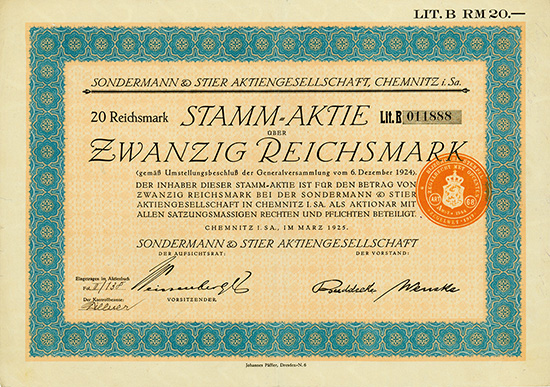 LIT. B RM 20.—
SONDERMANN & STIER AKTIENGESELLSCHAFT, CHEMNITZ i. Sa.
20 Reichsmark STAMM-AKTIE Lit. B 011888
ÜBER
ZWANZIG REICHSMARK
(gemäß Umstellungsbeschluß der Generalversammlung vom 6. Dezember 1924).
DER INHABER DIESER STAMM-AKTIE IST FÜR DEN BETRAG VON
ZWANZIG REICHSMARK BEI DER SONDERMANN & STIER
AKTIENGESELLSCHAFT IN CHEMNITZ I. SA. ALS AKTIONÄR MIT
ALLEN SATZUNGSMÄSSIGEN RECHTEN UND PFLICHTEN BETEILIGT.
CHEMNITZ I. SA., IM MÄRZ 1925.
SONDERMANN & STIER AKTIENGESELLSCHAFT
DER AUFSICHTSRAT: DER VORSTAND:
Eingetragen im Aktienbuch
Fol. II/138
VORSITZENDER
Der Kontrollbeamte:
Johannes Päßler, Dresden-N. 6